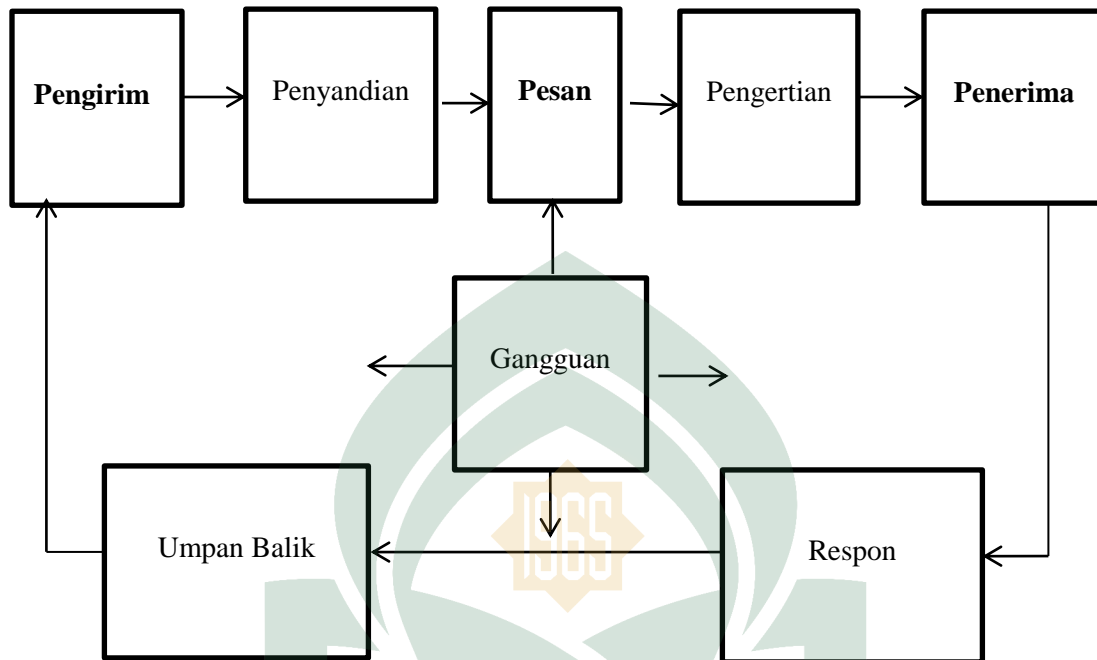 Pengirim
Penyandian
Pesan
Pengertian
Penerima
Gangguan
1965
Umpan Balik
Respon